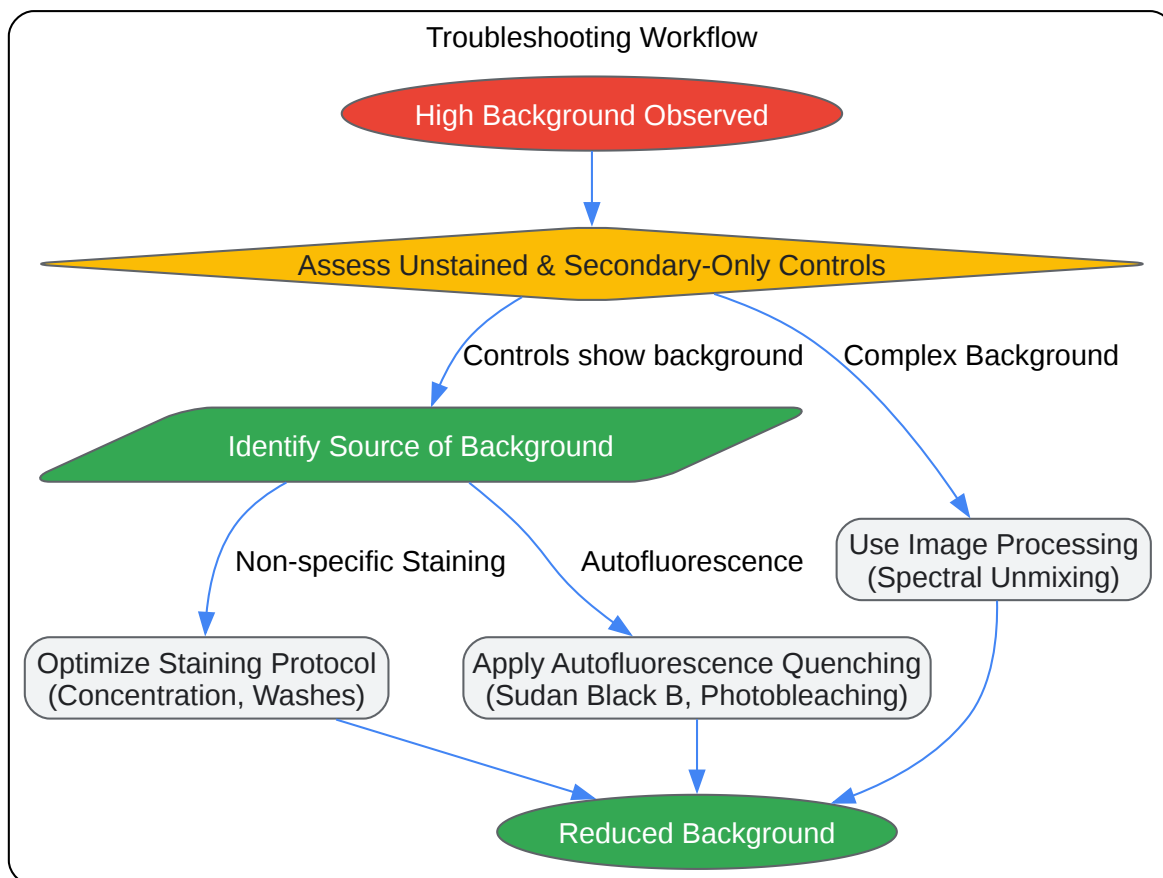 Troubleshooting Workflow
High Background Observed
Assess Unstained & Secondary-Only Controls
Controls show background
Complex Background
Identify Source of Background
Non-specific Staining
Autofluorescence
Use Image Processing
(Spectral Unmixing)
Optimize Staining Protocol
(Concentration, Washes)
Apply Autofluorescence Quenching
(Sudan Black B, Photobleaching)
Reduced Background